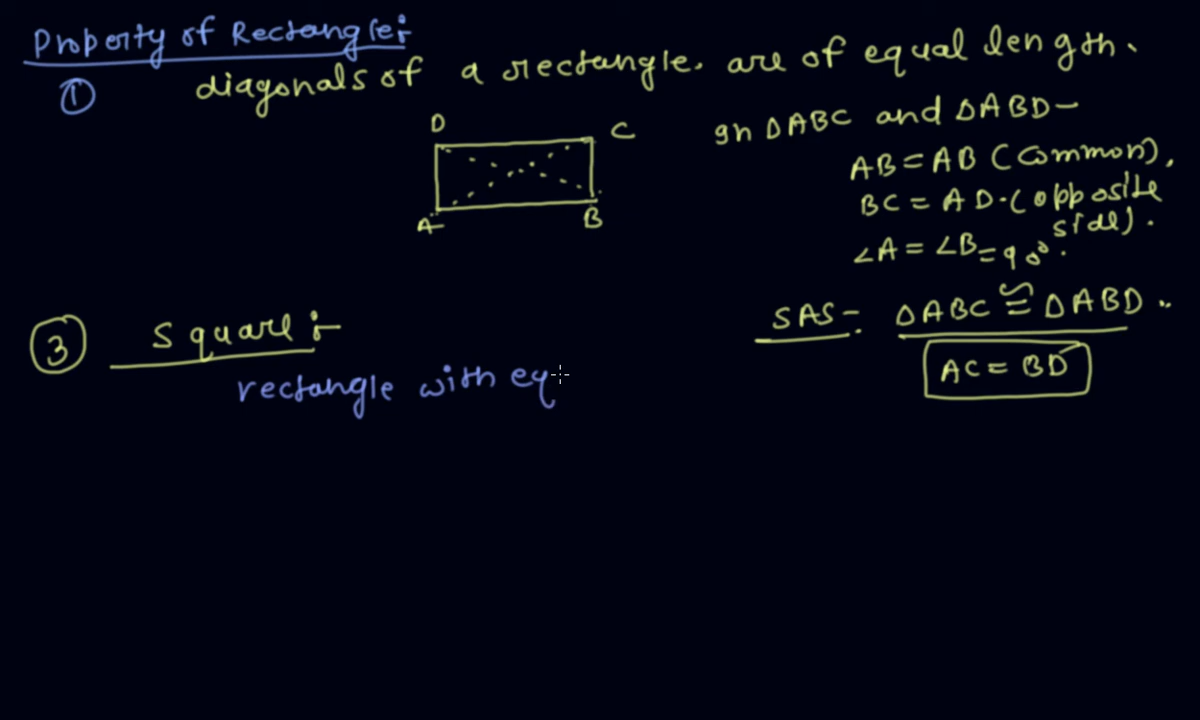 Property of Rectangle:
① diagonals of a rectangle. are of equal length.
D C
A B
In ΔABC and ΔABD-
AB = AB (Common),
BC = AD. (opposite side).
∠A = ∠B = 90°.
SAS-: ΔABC ≅ ΔABD ..
AC = BD
③ Square :-
rectangle with eq